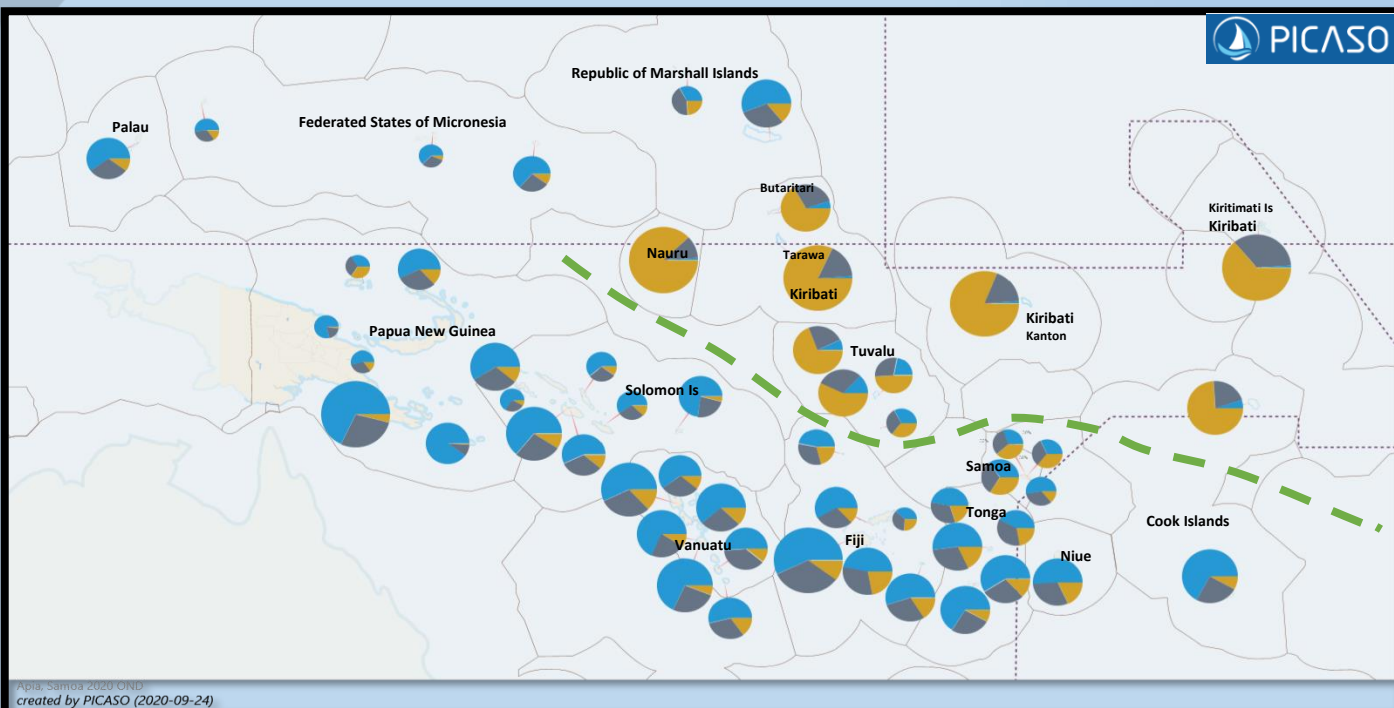 PICASO
Republic of Marshall Islands
Palau
Federated States of Micronesia
Butaritari
Kiritimati Is
Kiribati
Nauru
Tarawa
Kiribati
Kiribati
Kanton
Papua New Guinea
Tuvalu
Solomon Is
Samoa
Tonga
Cook Islands
Vanuatu
Fiji
Niue
Apia, Samoa 2020 OND
created by PICASO (2020-09-24)